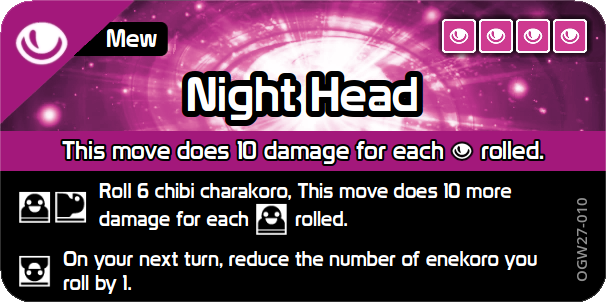 Mew
Night Head
This move does 10 damage for each rolled.
Roll 6 chibi charakoro, This move does 10 more
damage for each rolled.
On your next turn, reduce the number of enekoro you
roll by 1.
OGW27-010